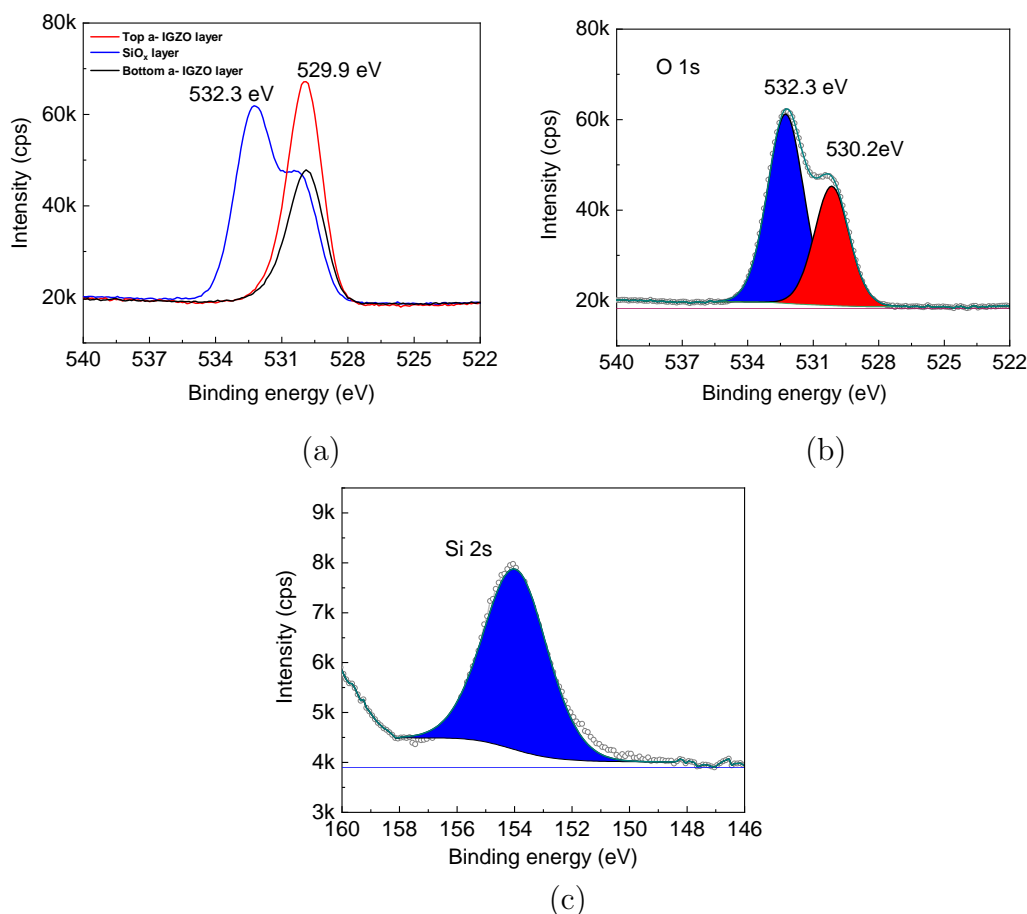 80k
70k
60k
50k
40k
30k
20k
Intensity (cps)
Top a- IGZO layer
SiOx layer
Bottom a- IGZO layer
529.9 eV
532.3 eV
540 537 534 531 528 525 522
Binding energy (eV)
(a)
80k
60k
40k
20k
Intensity (cps)
O 1s
532.3 eV
530.2eV
540 537 534 531 528 525 522
Binding energy (eV)
(b)
9k
8k
7k
6k
5k
4k
3k
Intensity (cps)
Si 2s
160 158 156 154 152 150 148 146
Binding energy (eV)
(c)